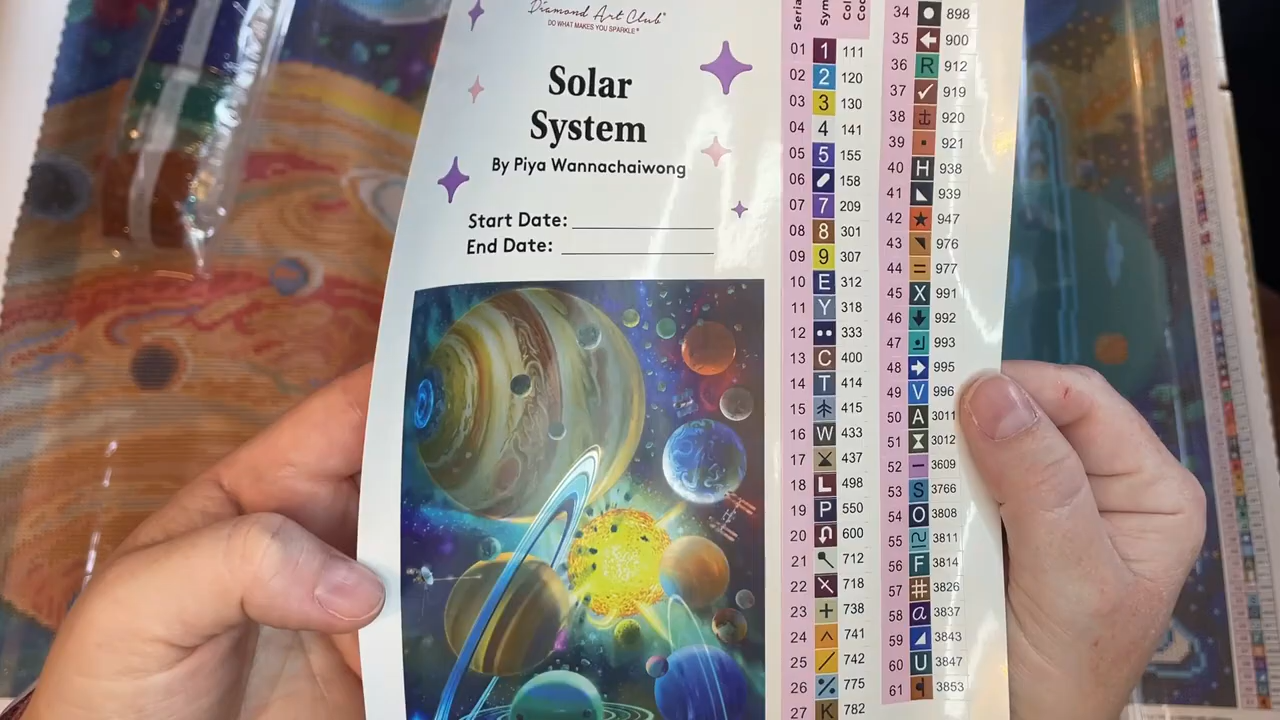 Diamond Art Club®
DO WHAT MAKES YOU SPARKLE®
Solar
System
By Piya Wannachaiwong
Start Date:
End Date:
01 1 111
02 2 120
03 3 130
04 4 141
05 5 155
06 158
07 7 209
08 8 301
09 9 307
10 E 312
11 Y 318
12 333
13 C 400
14 T 414
15 415
16 W 433
17 437
18 L 498
19 P 550
20 600
21 712
22 718
23 + 738
24 741
25 / 742
26 775
27 K 782
34 898
35 900
36 R 912
37 919
38 920
39 921
40 H 938
41 939
42 947
43 976
44 = 977
45 X 991
46 992
47 993
48 995
49 V 996
50 A 3011
51 3012
52 - 3609
53 S 3766
54 O 3808
55 3811
56 F 3814
57 # 3826
58 a 3837
59 3843
60 U 3847
61 3853